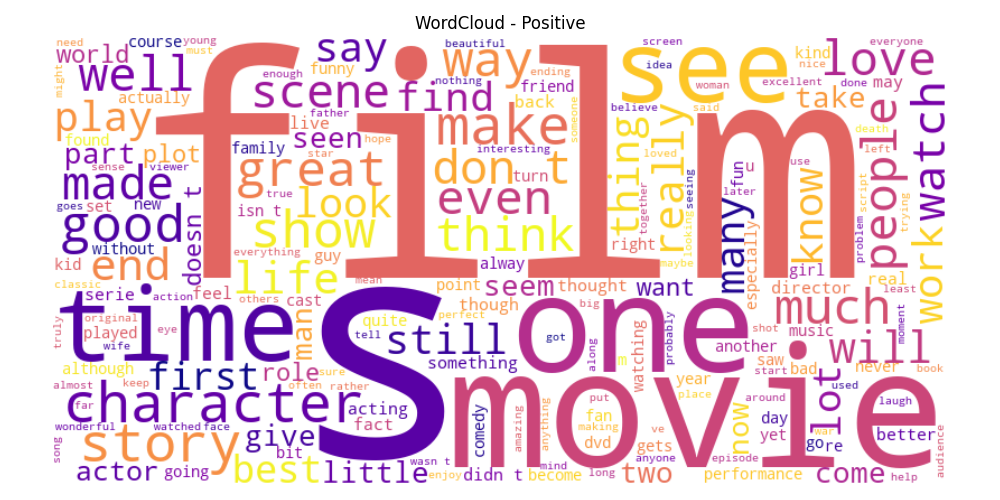 WordCloud - Positive
need
young
course
must
world
well
say
funny
enough
beautiful
way
nothing
ending
friend
screen
idea
see
kind
nice
love
everyone
may
excellent
done
woman
said
take
might
actually
play
found
part
plot
sense
viewer
made
goes
set
new
good
without
kid
end
doesn t
film
scene
find
father
live
seen
hope
family
star
great
true
isn t
look
show
guy
everything
life
back
make
someone
interesting
don t
turn
even
think
right
alway
together
believe
thing
loved
really
looking
maybe
seeing
many
fun
u
later
especially
girl
use
know
death
left
script
problem
people
trying
watch
work
real
least
classic
serie
action
feel
others
cast
mean
man
point
though
seem
thought
want
big
perfect
quite
tell
still
something
got
one
along
m
watching
probably
another
shot
saw
start
music
director
much
bad
will
never
moment
book
truly
original
played
eye
wife
time
although
first
almost
keep
role
sure
often
rather
s
movie
character
far
acting
fact
wonderful
watched
face
song
story
give
bit
actor
going
best
little
wasn t
enjoy
comedy
didn t
amazing
anything
become
mind
long
put
fan
making
dvd
ve
gets
anyone
two
year
place
now
around
day
yet
war
episode
performance
lot
go
re
used
laugh
better
come
help
audience